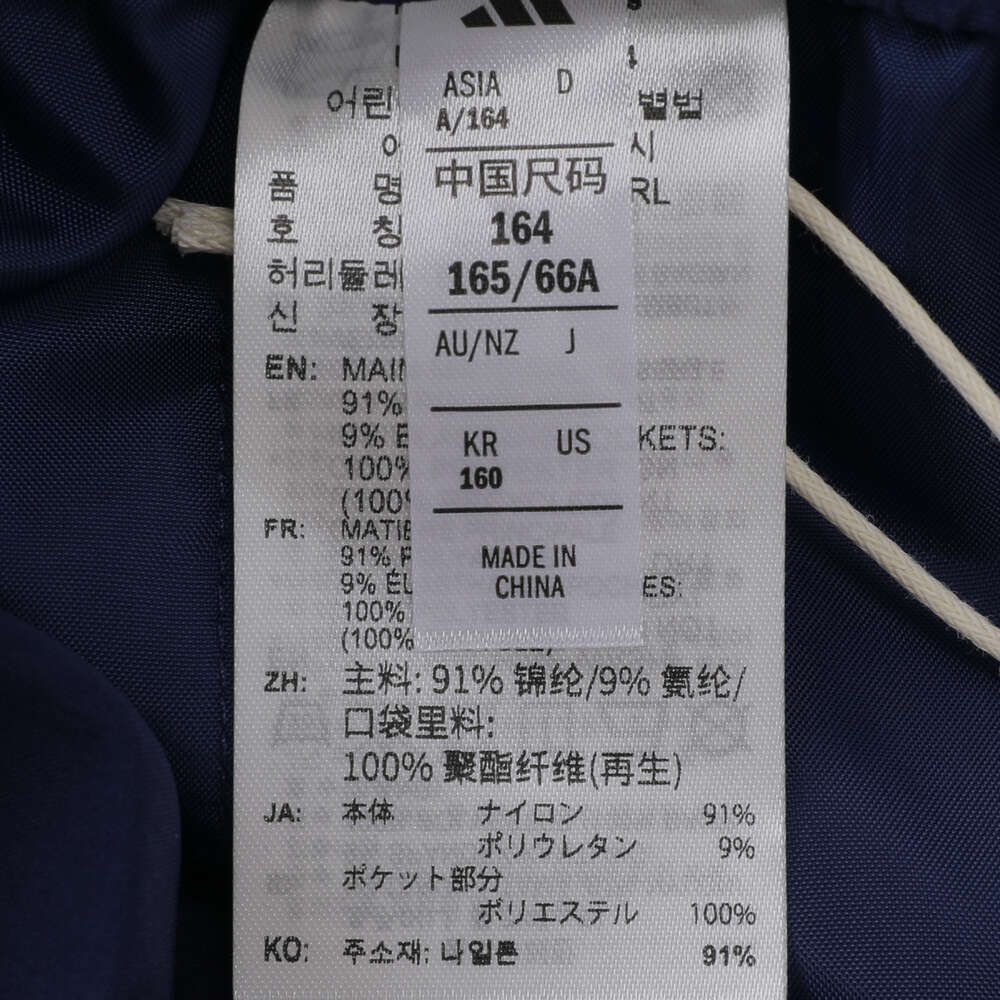 ASIA D
A/164
中国尺码
164
165/66A
AU/NZ J
KR US
160
MADE IN
CHINA
어린
별법
이
시
품 명
RL
호 칭
허리둘레
신 장
EN: MAIN
91%
9% E
KETS:
100%
(100%
FR: MATIE
91% P
9% ÉL
ES:
100%
(100%
ZH: 主料: 91% 锦纶/9% 氨纶/
口袋里料:
100% 聚酯纤维(再生)
JA: 本体 ナイロン 91%
ポリウレタン 9%
ポケット部分
ポリエステル 100%
KO: 주소재: 나일론 91%